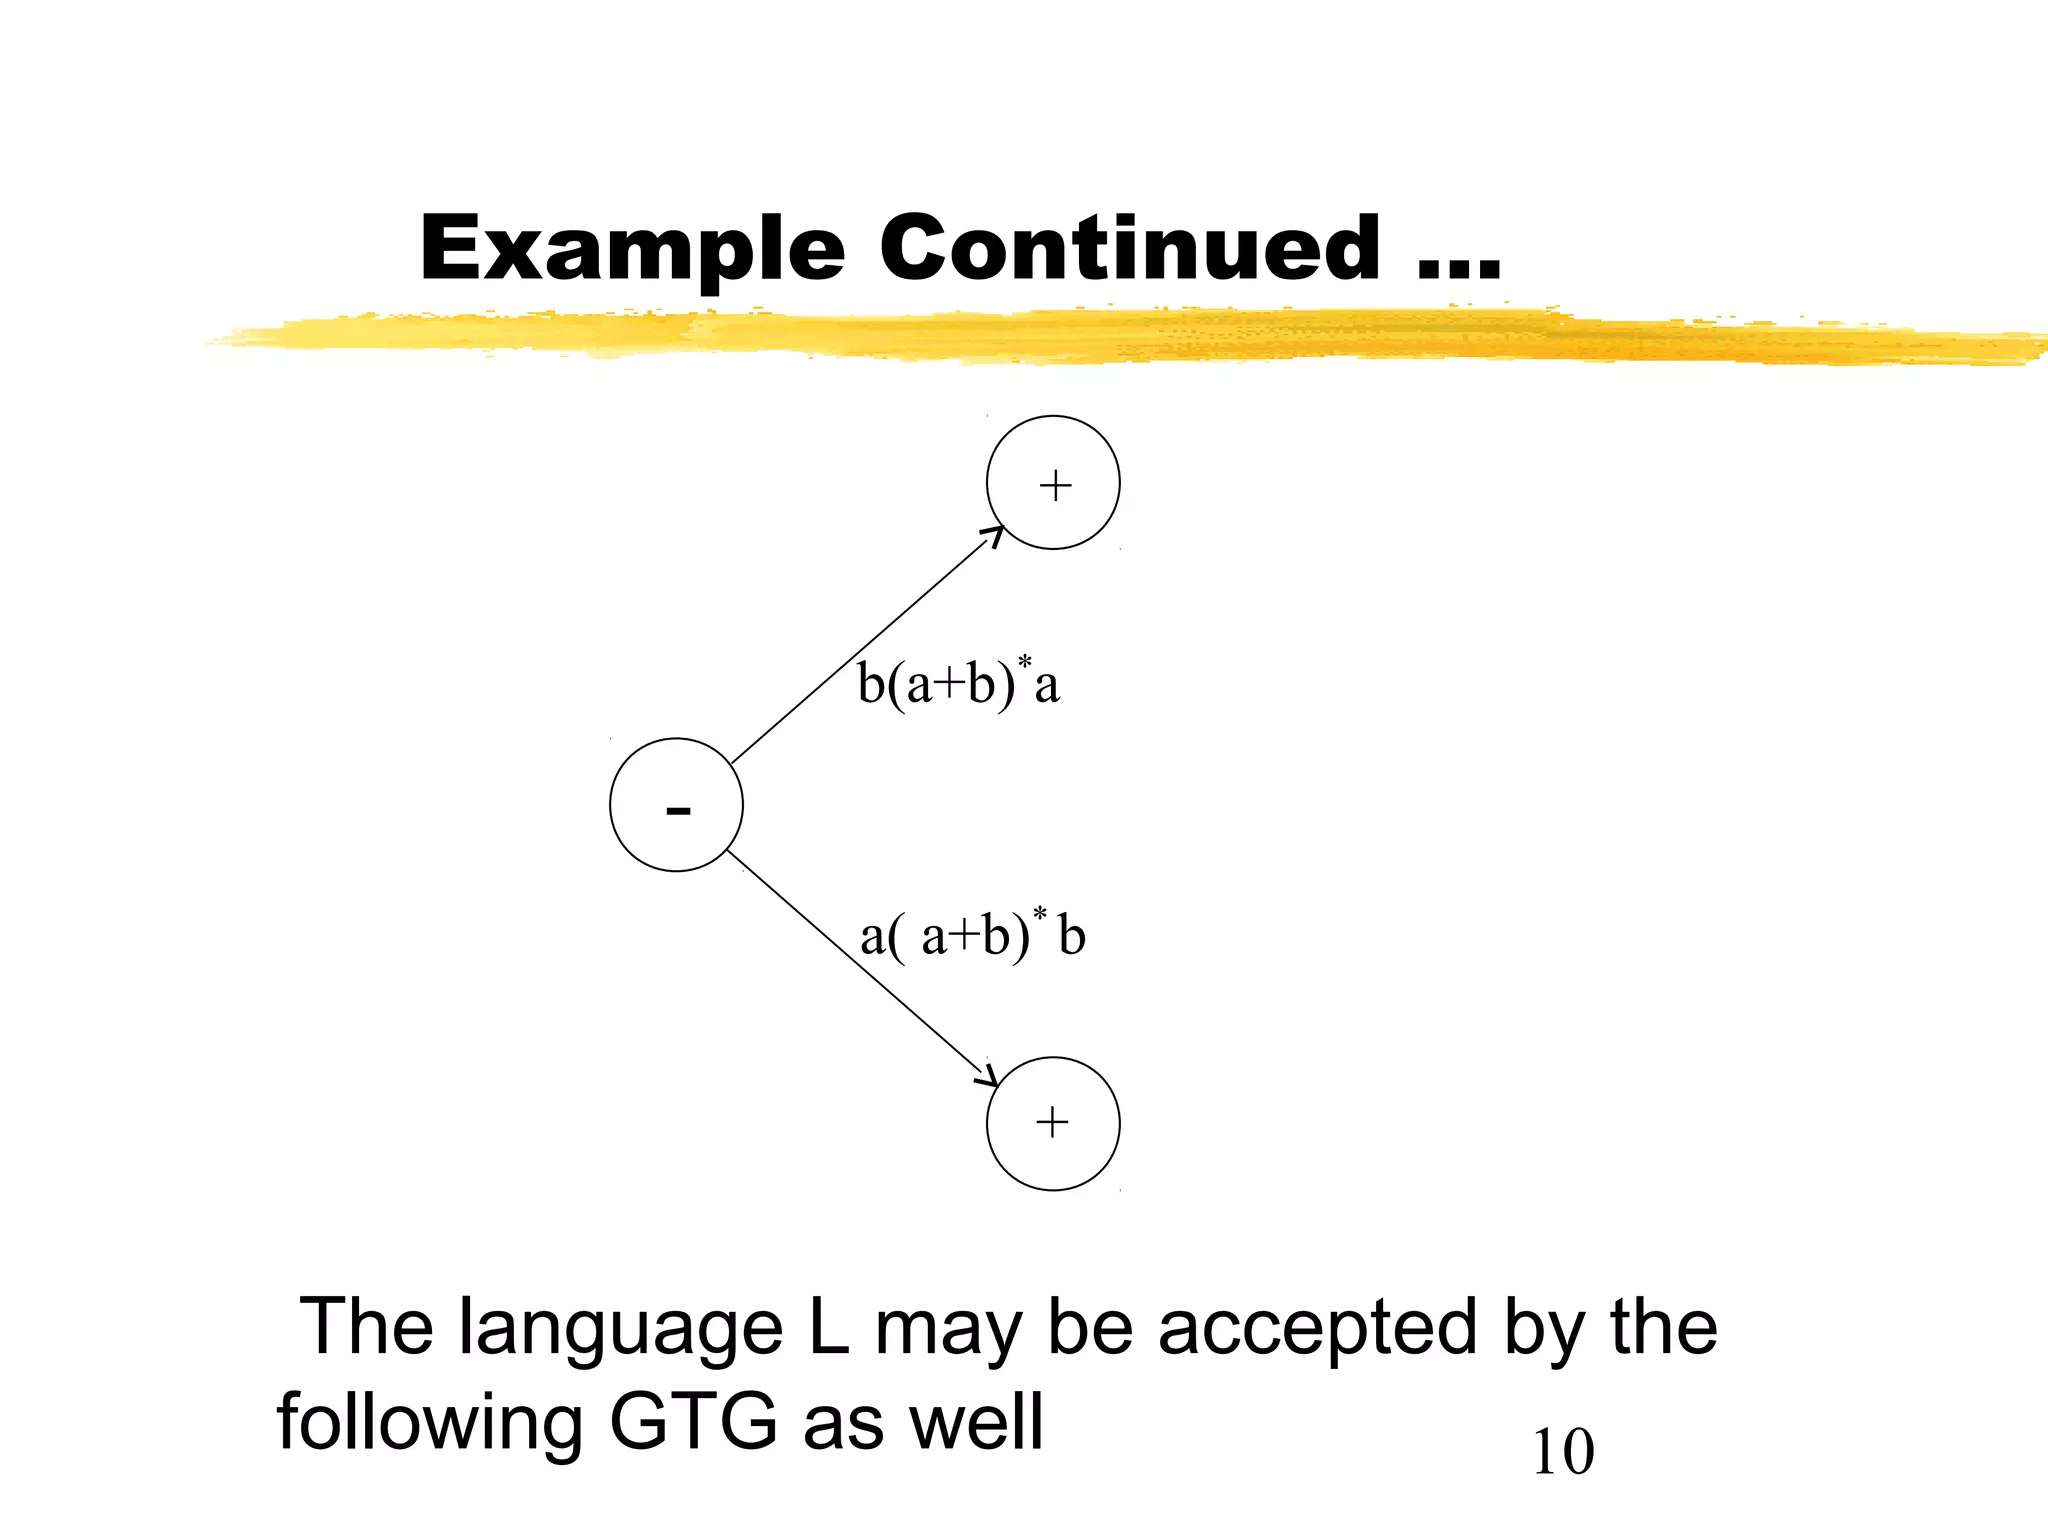 Example Continued …
+
b(a+b)*a
-
a( a+b)* b
+
The language L may be accepted by the
following GTG as well
10